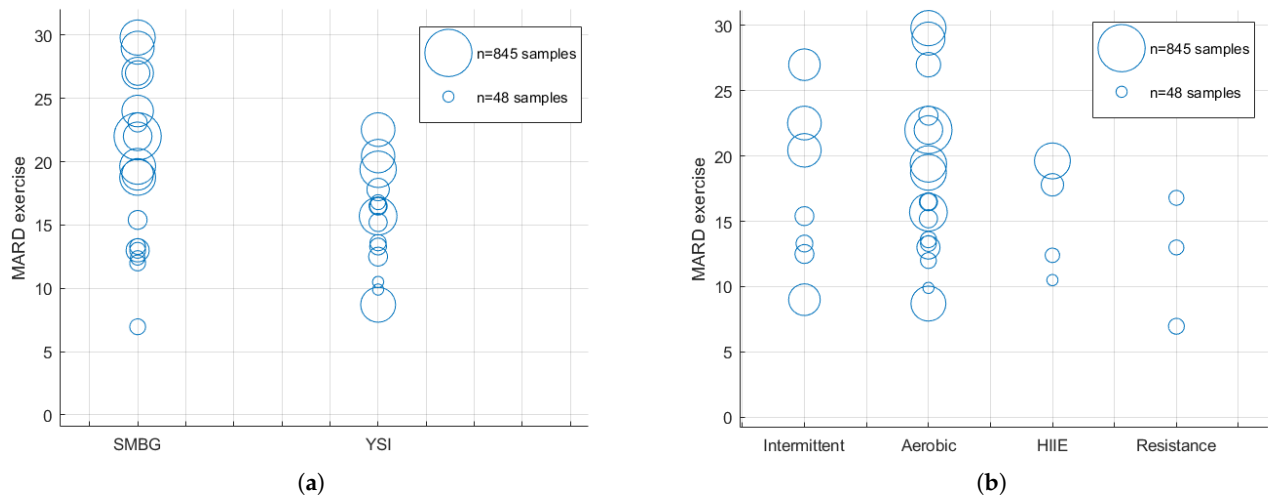 30
25
20
15
10
5
0
MARD exercise
n=845 samples
n=48 samples
SMBG YSI
(a)
30
25
20
15
10
5
0
MARD exercise
n=845 samples
n=48 samples
Intermittent Aerobic HIIE Resistance
(b)